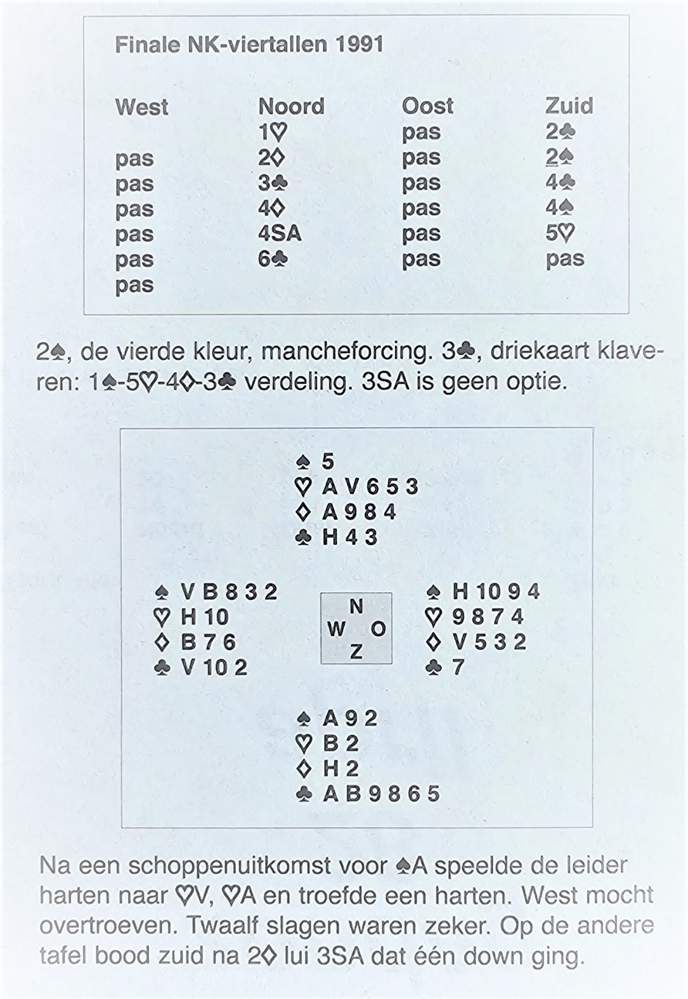 Finale NK-viertallen 1991
West Noord Oost Zuid
1♡ pas 2♣
pas 2◊ pas 2♠
pas 3♣ pas 4♣
pas 4◊ pas 4♠
pas 4SA pas 5♡
pas 6♣ pas pas
pas
2♠, de vierde kleur, mancheforcing. 3♣, driekaart klave-
ren: 1♠-5♡-4◊-3♣ verdeling. 3SA is geen optie.
♠ 5
♡ A V 6 5 3
◊ A 9 8 4
♣ H 4 3
♠ V B 8 3 2
♡ H 10
◊ B 7 6
♣ V 10 2
N
W O
Z
♠ H 10 9 4
♡ 9 8 7 4
◊ V 5 3 2
♣ 7
♠ A 9 2
♡ B 2
◊ H 2
♣ A B 9 8 6 5
Na een schoppenuitkomst voor ♠A speelde de leider
harten naar ♡V, ♡A en troefde een harten. West mocht
overtroeven. Twaalf slagen waren zeker. Op de andere
tafel bood zuid na 2◊ lui 3SA dat één down ging.